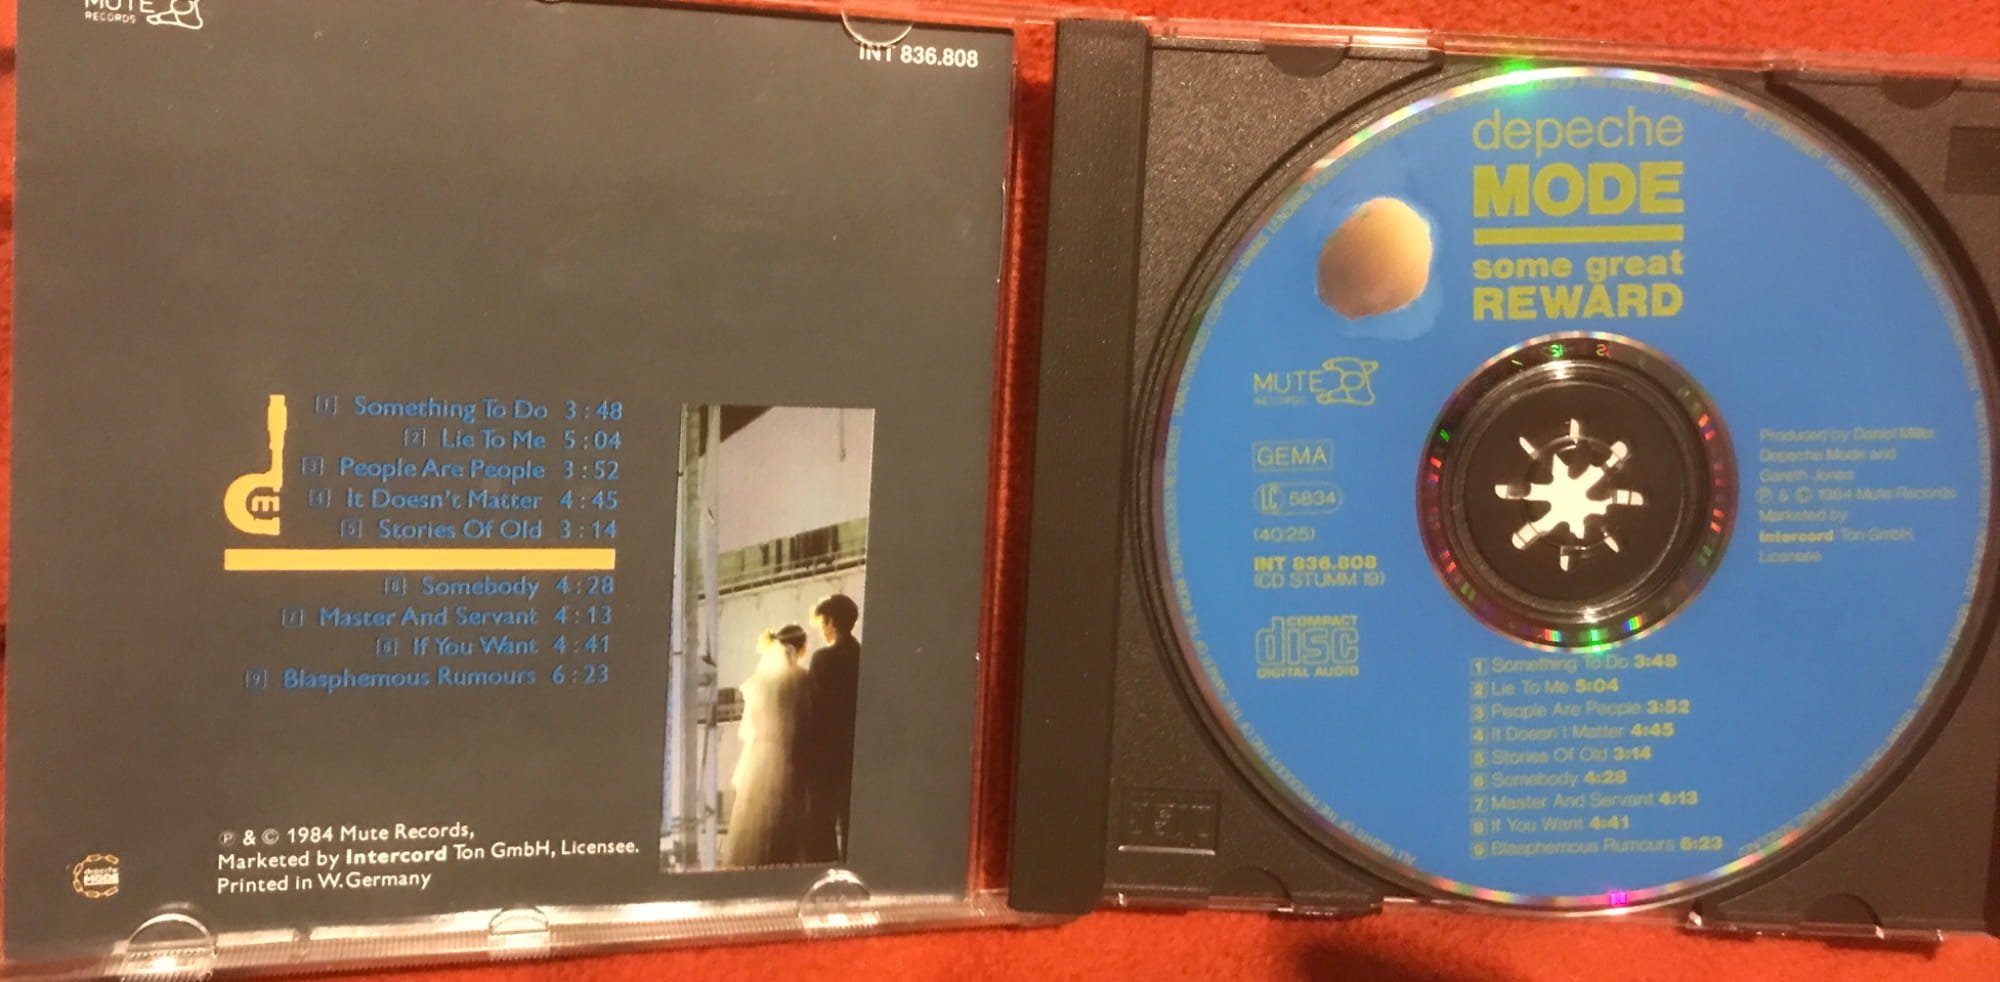 MUTE
RECORDS
INT 836.808
[1] Something To Do 3:48
[2] Lie To Me 5:04
[3] People Are People 3:52
[4] It Doesn't Matter 4:45
[5] Stories Of Old 3:14
[6] Somebody 4:28
[7] Master And Servant 4:13
[8] If You Want 4:41
[9] Blasphemous Rumours 6:23
℗ & © 1984 Mute Records,
Marketed by Intercord Ton GmbH, Licensee.
Printed in W.Germany
depeche
MODE
depeche
MODE
some great
REWARD
MUTE
RECORDS
GEMA
LC 5834
(40:25)
INT 836.808
(CD STUMM 19)
COMPACT
disc
DIGITAL AUDIO
Produced by Daniel Miller,
Depeche Mode and
Gareth Jones
℗ & © 1984 Mute Records
Marketed by
Intercord Ton GmbH,
Licensee
1 Something To Do 3:48
2 Lie To Me 5:04
3 People Are People 3:52
4 It Doesn't Matter 4:45
5 Stories Of Old 3:14
6 Somebody 4:28
7 Master And Servant 4:13
8 If You Want 4:41
9 Blasphemous Rumours 6:23